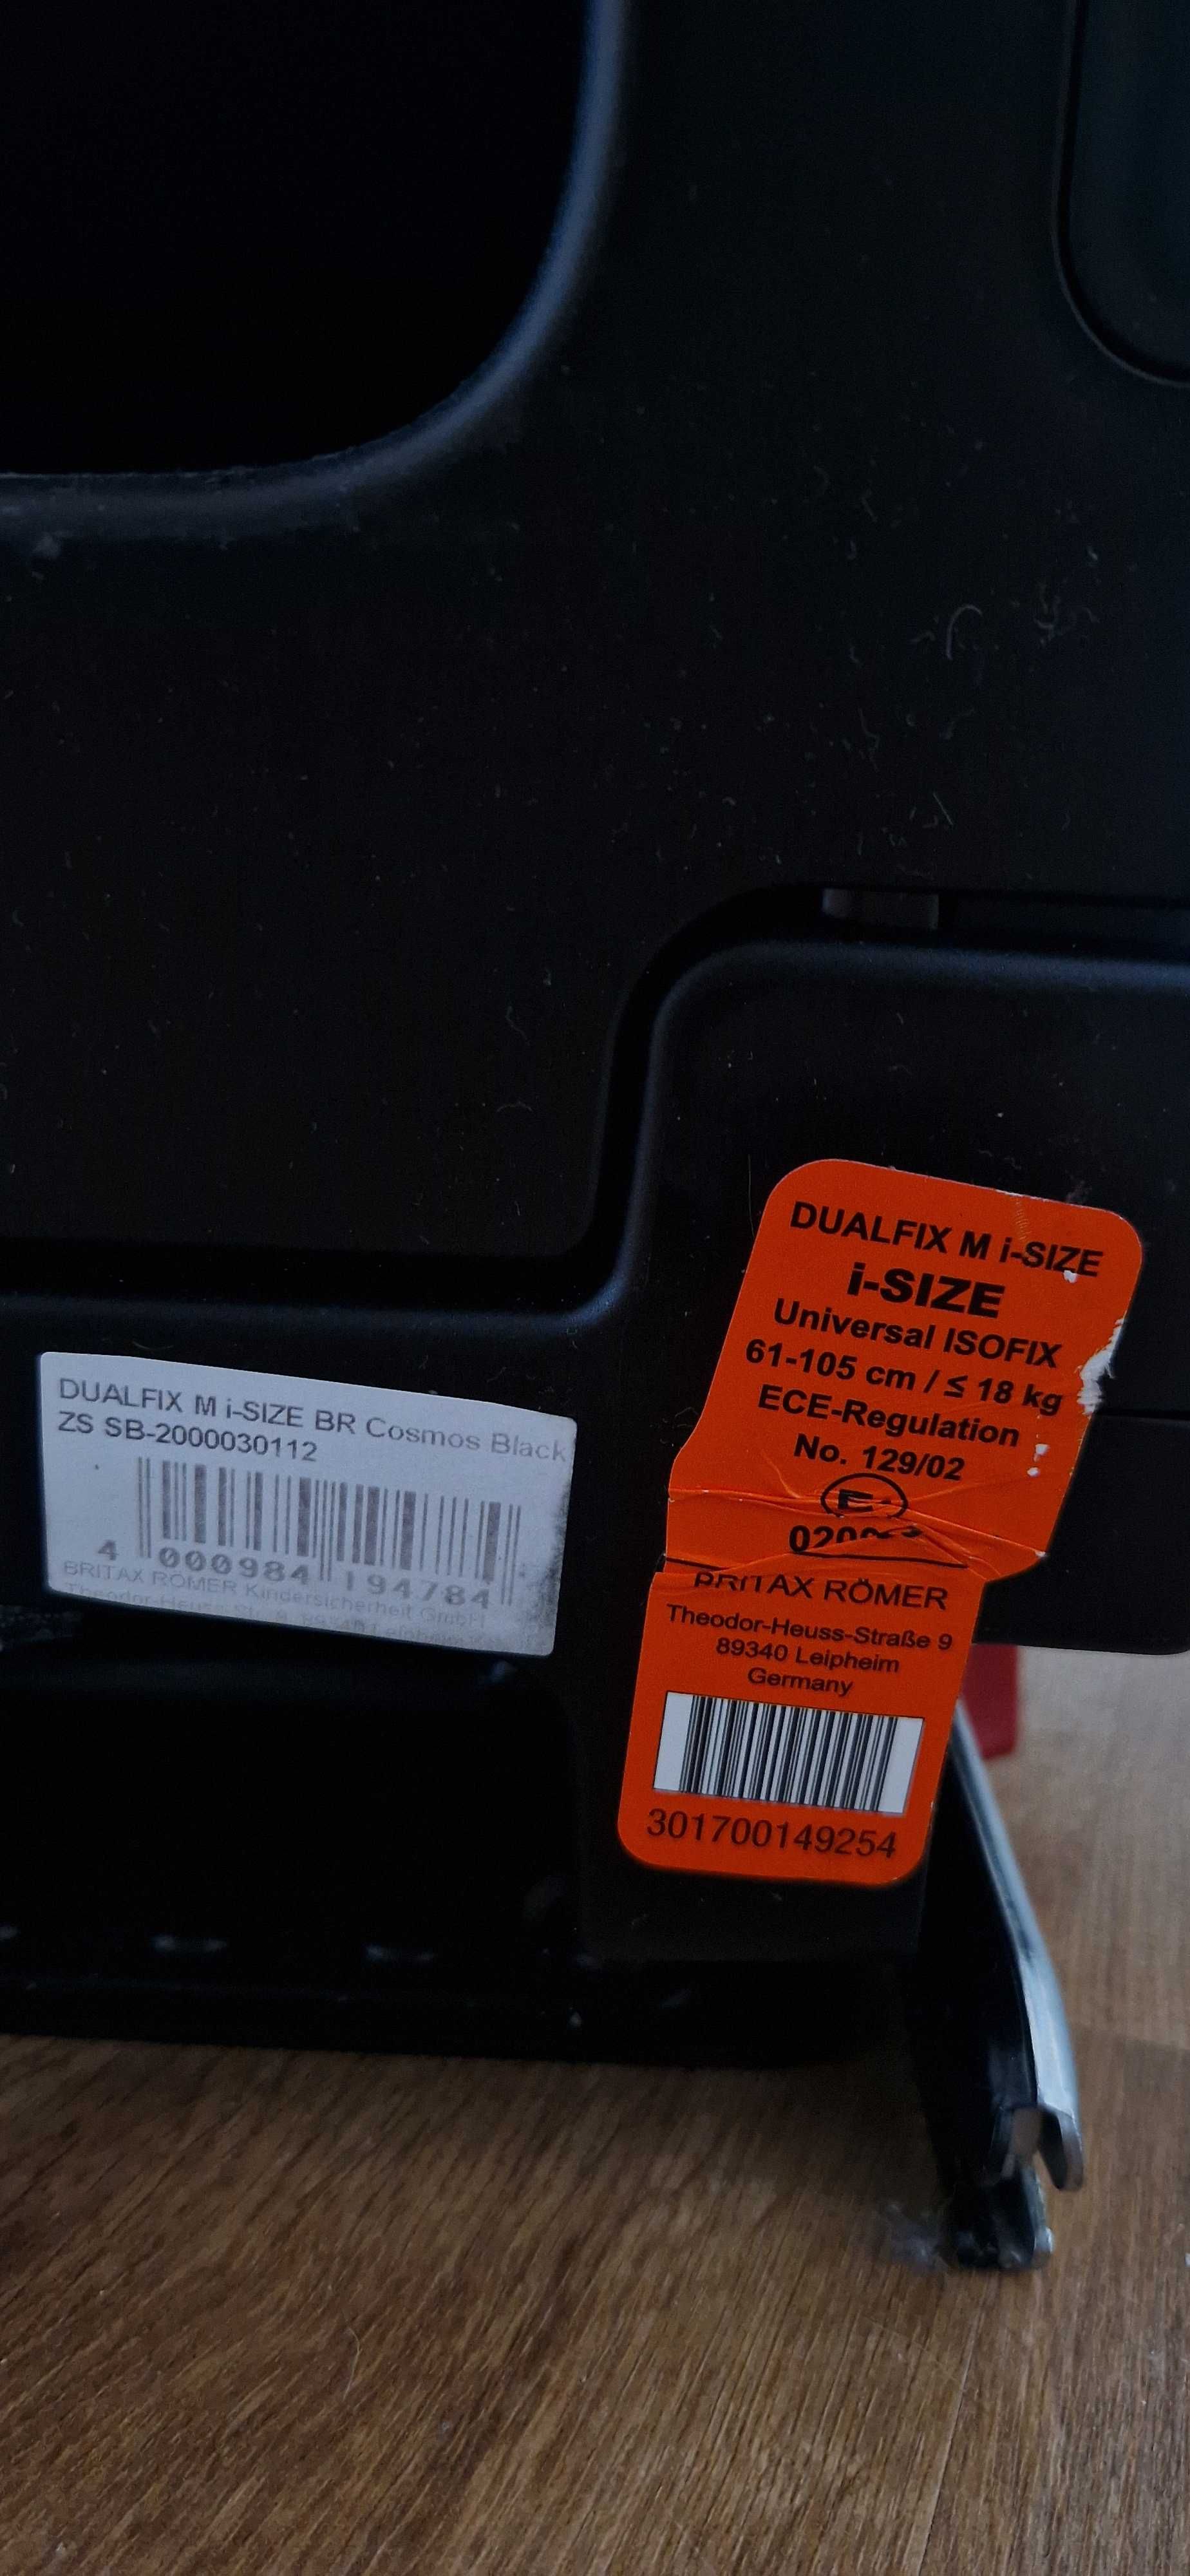 DUALFIX M i-SIZE BR Cosmos Black
ZS SB-2000030112
4 000984 194784
BRITAX RÖMER Kindersicherheit GmbH
DUALFIX M i-SIZE
i-SIZE
Universal ISOFIX
61-105 cm / ≤ 18 kg
ECE-Regulation
No. 129/02
BRITAX RÖMER
Theodor-Heuss-Straße 9
89340 Leipheim
Germany
301700149254